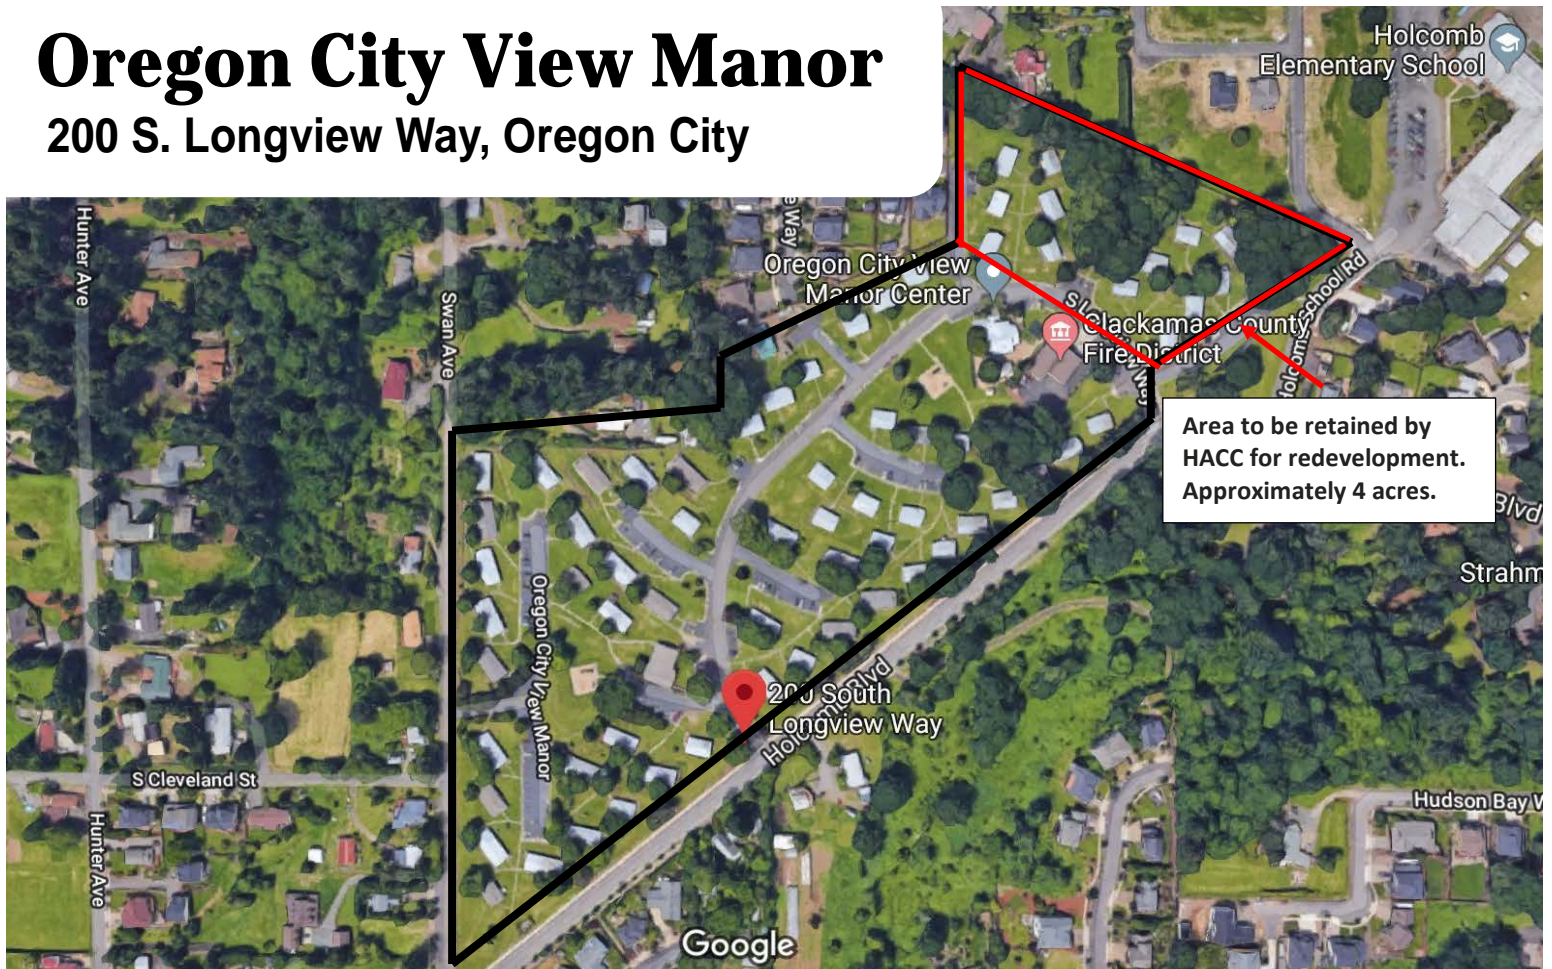 Oregon City View Manor
200 S. Longview Way, Oregon City
Holcomb
Elementary School
Hunter Ave
Swan Ave
Way
Oregon City View
Manor Center
Clackamas County
Fire District
School Rd
Area to be retained by
HACC for redevelopment.
Approximately 4 acres.
Blvd
Strahm
Oregon City View Manor
200 South
Longview Way
Blvd
S Cleveland St
Hunter Ave
Hudson Bay W
Google